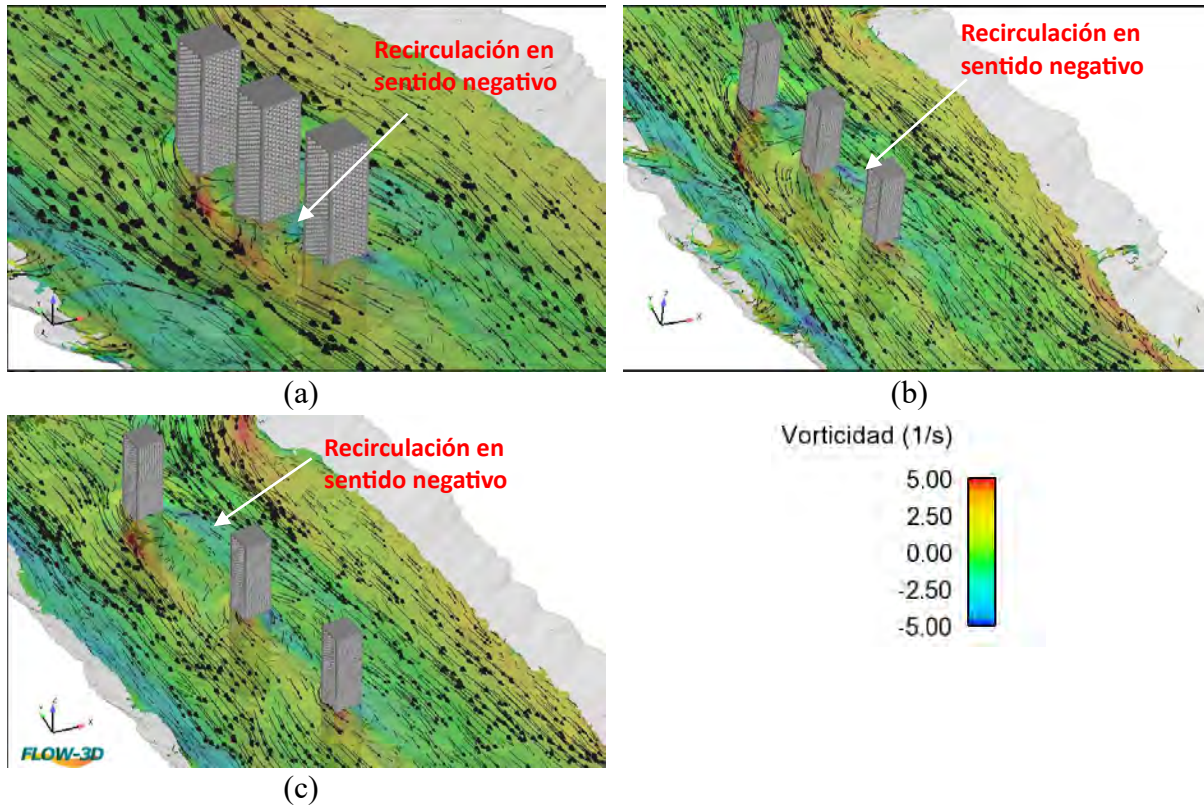 Recirculación en
sentido negativo
Recirculación en
sentido negativo
(a)
(b)
Recirculación en
sentido negativo
Vorticidad (1/s)
5.00
2.50
0.00
-2.50
-5.00
FLOW-3D
(c)